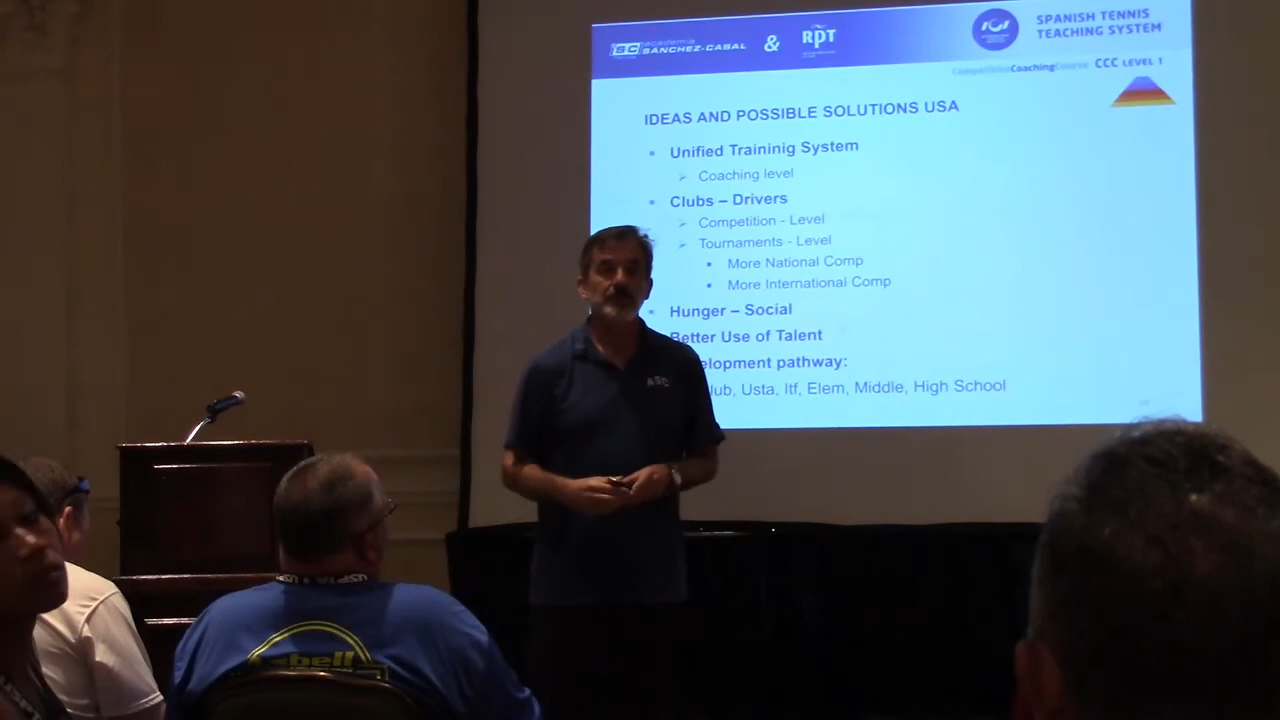 academia
SANCHEZ-CASAL
&
RPT
SPANISH TENNIS
TEACHING SYSTEM
CompetitiveCoachingCourse CCC LEVEL 1
IDEAS AND POSSIBLE SOLUTIONS USA
Unified Traininig System
Coaching level
Clubs – Drivers
Competition - Level
Tournaments - Level
More National Comp
More International Comp
Hunger – Social
Better Use of Talent
elopment pathway:
lub, Usta, Itf, Elem, Middle, High School
ASC
USPTA
bell